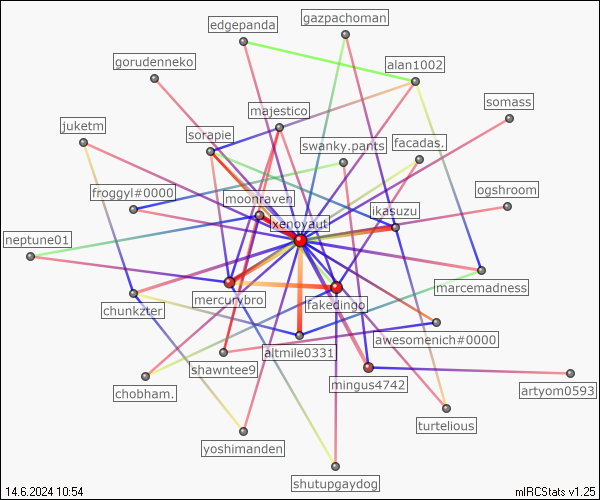 gazpachoman
edgepanda
gorudenneko
alan1002
somass
majestico
juketm
sorapie
swanky.pants
facadas.
froggyl#0000
moonraven
ogshroom
ikasuzu
xenoyaut
neptune01
marcemadness
mercurybro
fakedingo
chunkzter
awesomenich#0000
altmile0331
shawntee9
mingus4742
chobham.
artyom0593
turtelious
yoshimanden
shutupgaydog
14.6.2024 10:54
mIRCStats v1.25